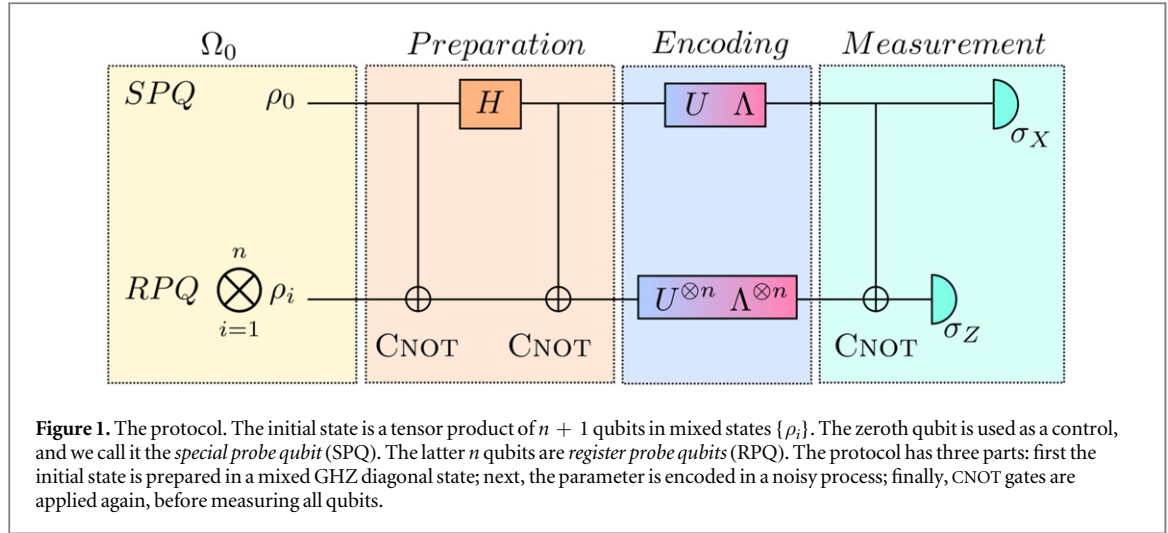 Ω₀ Preparation Encoding Measurement
SPQ ρ₀ H U Λ σ_X
RPQ n ⊗ i=1 ρᵢ U^{⊗n} Λ^{⊗n} σ_Z
CNOT CNOT CNOT
Figure 1. The protocol. The initial state is a tensor product of n + 1 qubits in mixed states {ρᵢ}. The zeroth qubit is used as a control,
and we call it the special probe qubit (SPQ). The latter n qubits are register probe qubits (RPQ). The protocol has three parts: first the
initial state is prepared in a mixed GHZ diagonal state; next, the parameter is encoded in a noisy process; finally, CNOT gates are
applied again, before measuring all qubits.